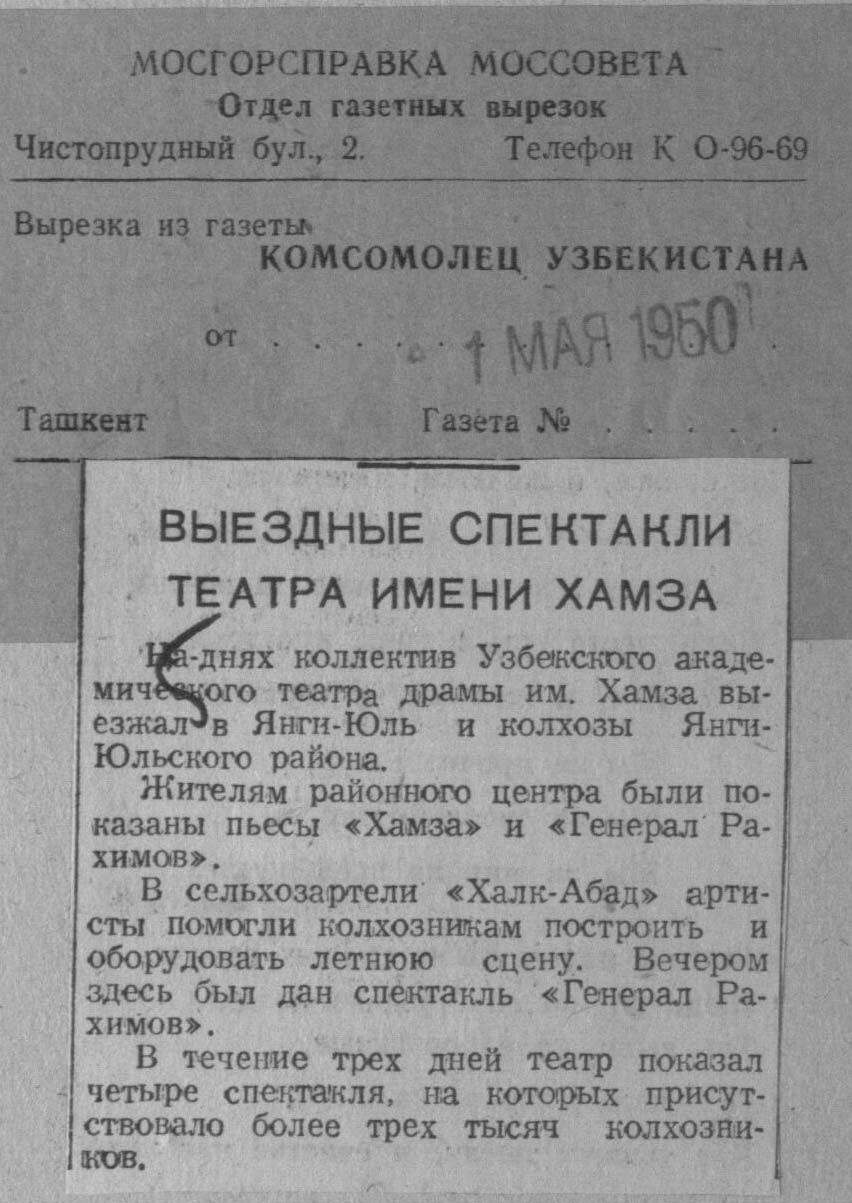 МОСГОРСПРАВКА МОССОВЕТА
Отдел газетных вырезок
Чистопрудный бул., 2. Телефон К 0-96-69
Вырезка из газеты
КОМСОМОЛЕЦ УЗБЕКИСТАНА
от . . . . . . 1 МАЯ 1950 .
Ташкент Газета № . . . . .
ВЫЕЗДНЫЕ СПЕКТАКЛИ
ТЕАТРА ИМЕНИ ХАМЗА
На-днях коллектив Узбекского акаде-
мического театра драмы им. Хамза вы-
езжал в Янги-Юль и колхозы Янги-
Юльского района.
Жителям районного центра были по-
казаны пьесы «Хамза» и «Генерал Ра-
химов».
В сельхозартели «Халк-Абад» арти-
сты помогли колхозникам построить и
оборудовать летнюю сцену. Вечером
здесь был дан спектакль «Генерал Ра-
химов».
В течение трех дней театр показал
четыре спектакля, на которых присут-
ствовало более трех тысяч колхозни-
ков.